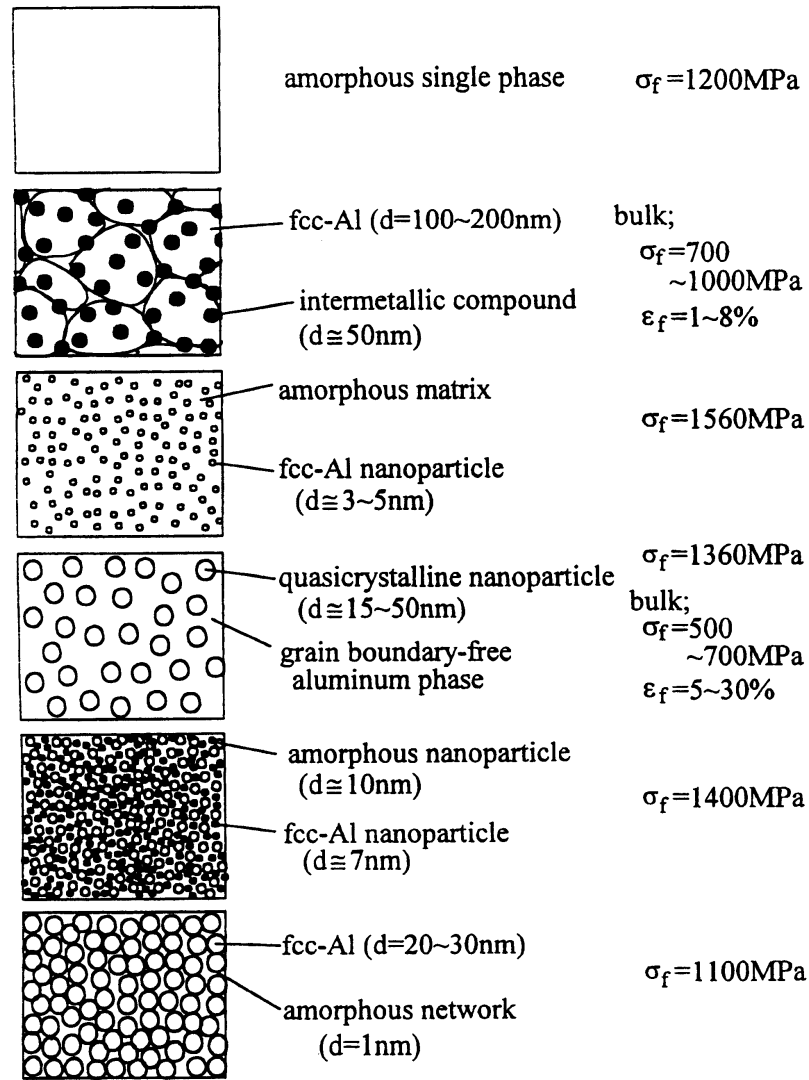 amorphous single phase σf=1200MPa
fcc-Al (d=100~200nm) bulk;
σf=700
~1000MPa
intermetallic compound
(d≅50nm) εf=1~8%
amorphous matrix
σf=1560MPa
fcc-Al nanoparticle
(d≅3~5nm)
σf=1360MPa
quasicrystalline nanoparticle
(d≅15~50nm) bulk;
σf=500
grain boundary-free ~700MPa
aluminum phase εf=5~30%
amorphous nanoparticle
(d≅10nm)
σf=1400MPa
fcc-Al nanoparticle
(d≅7nm)
fcc-Al (d=20~30nm)
σf=1100MPa
amorphous network
(d=1nm)